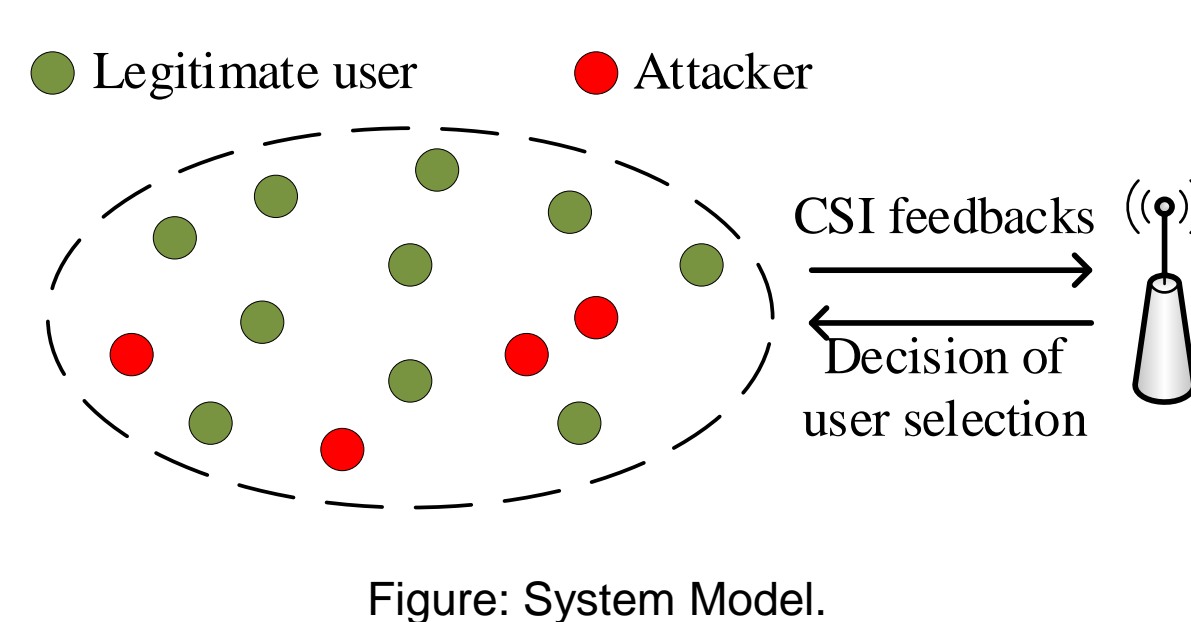 Legitimate user
Attacker
CSI feedbacks
Decision of
user selection
Figure: System Model.